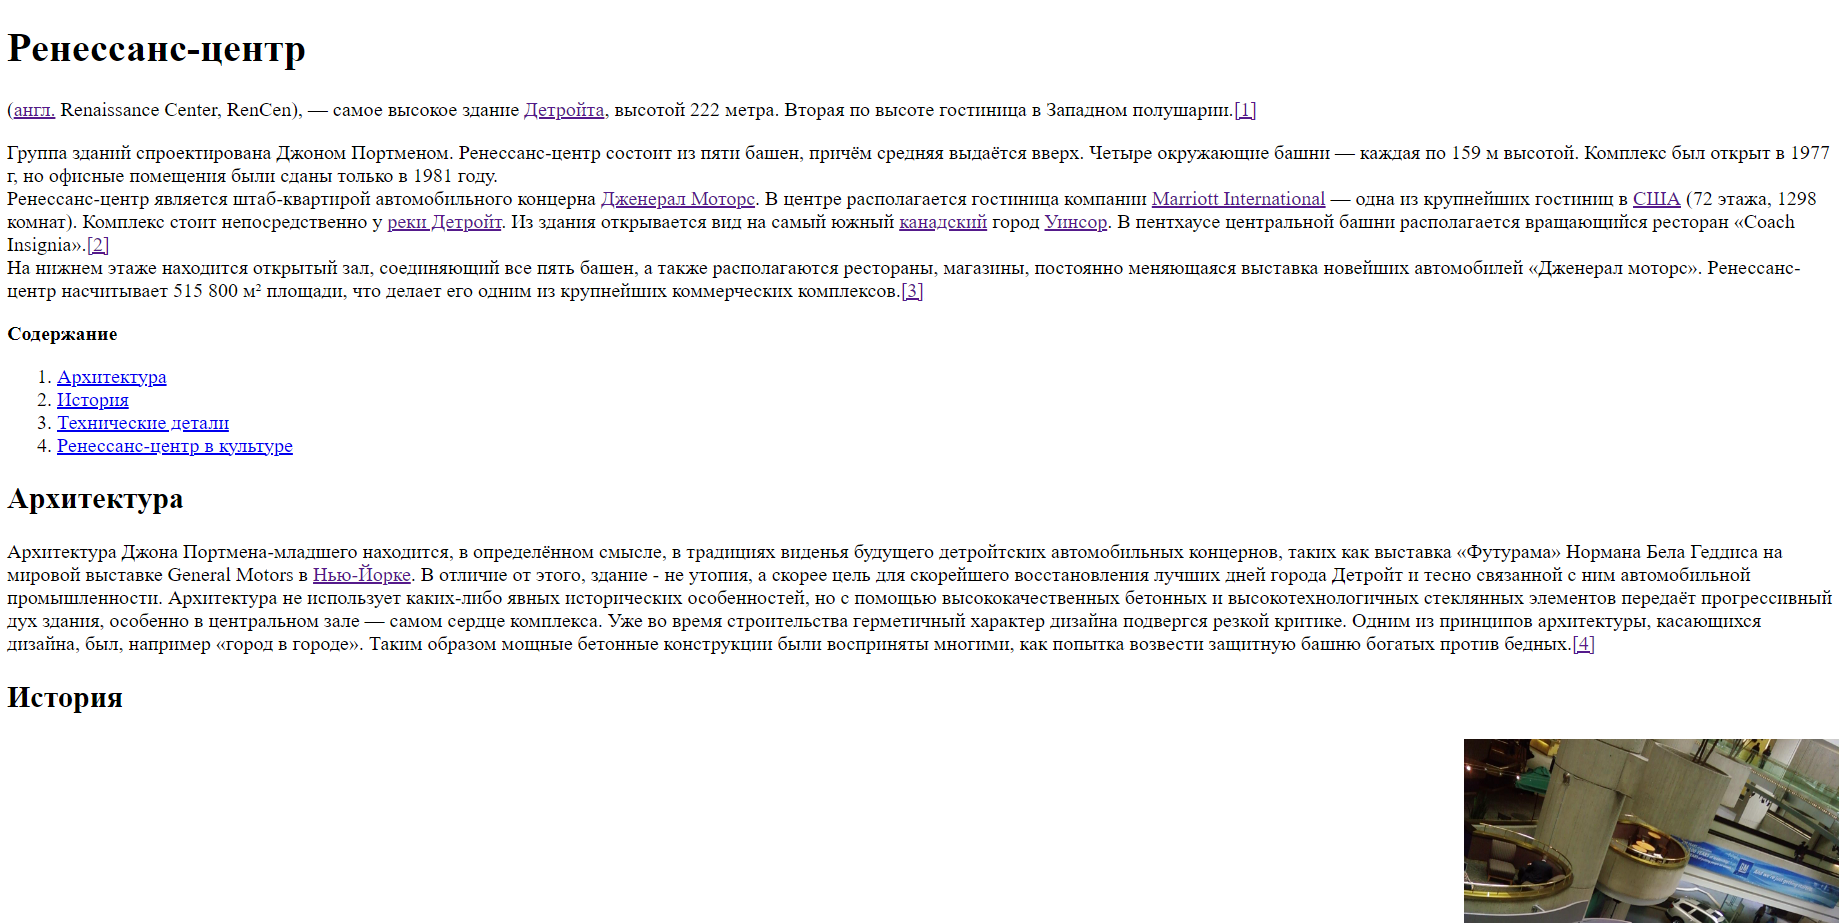 Ренессанс-центр
(англ. Renaissance Center, RenCen), — самое высокое здание Детройта, высотой 222 метра. Вторая по высоте гостиница в Западном полушарии.[1]
Группа зданий спроектирована Джоном Портменом. Ренессанс-центр состоит из пяти башен, причём средняя выдаётся вверх. Четыре окружающие башни — каждая по 159 м высотой. Комплекс был открыт в 1977
г, но офисные помещения были сданы только в 1981 году.
Ренессанс-центр является штаб-квартирой автомобильного концерна Дженерал Моторс. В центре располагается гостиница компании Marriott International — одна из крупнейших гостиниц в США (72 этажа, 1298
комнат). Комплекс стоит непосредственно у реки Детройт. Из здания открывается вид на самый южный канадский город Уинсор. В пентхаусе центральной башни располагается вращающийся ресторан «Coach
Insignia».[2]
На нижнем этаже находится открытый зал, соединяющий все пять башен, а также располагаются рестораны, магазины, постоянно меняющаяся выставка новейших автомобилей «Дженерал моторс». Ренессанс-
центр насчитывает 515 800 м² площади, что делает его одним из крупнейших коммерческих комплексов.[3]
Содержание
1. Архитектура
2. История
3. Технические детали
4. Ренессанс-центр в культуре
Архитектура
Архитектура Джона Портмена-младшего находится, в определённом смысле, в традициях виденья будущего детройтских автомобильных концернов, таких как выставка «Футурама» Нормана Бела Геддиса на
мировой выставке General Motors в Нью-Йорке. В отличие от этого, здание - не утопия, а скорее цель для скорейшего восстановления лучших дней города Детройт и тесно связанной с ним автомобильной
промышленности. Архитектура не использует каких-либо явных исторических особенностей, но с помощью высококачественных бетонных и высокотехнологичных стеклянных элементов передаёт прогрессивный
дух здания, особенно в центральном зале — самом сердце комплекса. Уже во время строительства герметичный характер дизайна подвергся резкой критике. Одним из принципов архитектуры, касающихся
дизайна, был, например «город в городе». Таким образом мощные бетонные конструкции были восприняты многими, как попытка возвести защитную башню богатых против бедных.[4]
История
GM